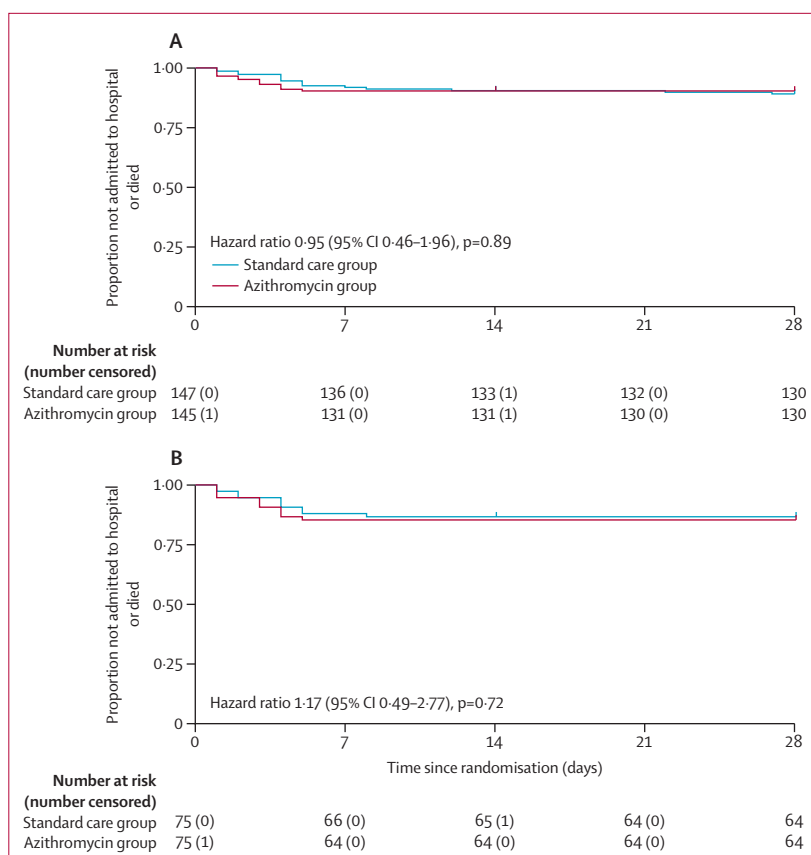 A
1·00
0·75
0·50
0·25
0
Proportion not admitted to hospital
or died
Hazard ratio 0·95 (95% CI 0·46–1·96), p=0·89
Standard care group
Azithromycin group
0 7 14 21 28
Number at risk
(number censored)
Standard care group 147 (0) 136 (0) 133 (1) 132 (0) 130
Azithromycin group 145 (1) 131 (0) 131 (1) 130 (0) 130
B
1·00
0·75
0·50
0·25
0
Proportion not admitted to hospital
or died
Hazard ratio 1·17 (95% CI 0·49–2·77), p=0·72
0 7 14 21 28
Time since randomisation (days)
Number at risk
(number censored)
Standard care group 75 (0) 66 (0) 65 (1) 64 (0) 64
Azithromycin group 75 (1) 64 (0) 64 (0) 64 (0) 64